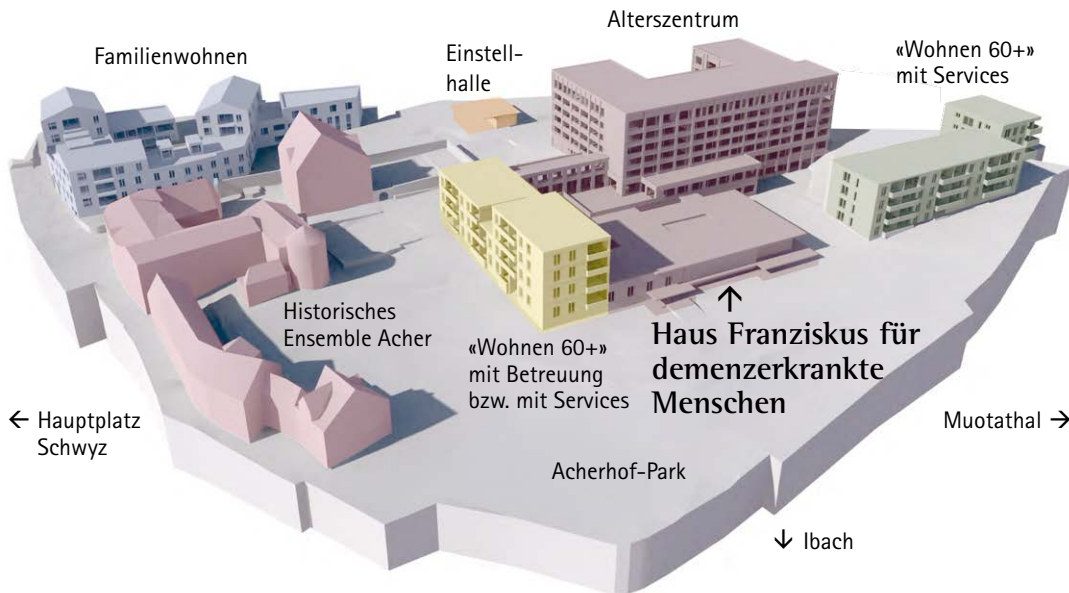 Alterszentrum
Familienwohnen
Einstell-
halle
«Wohnen 60+»
mit Services
Historisches
Ensemble Acher
«Wohnen 60+»
mit Betreuung
bzw. mit Services
↑
Haus Franziskus für
demenzerkrankte
Menschen
← Hauptplatz
Schwyz
Muotathal →
Acherhof-Park
↓ Ibach